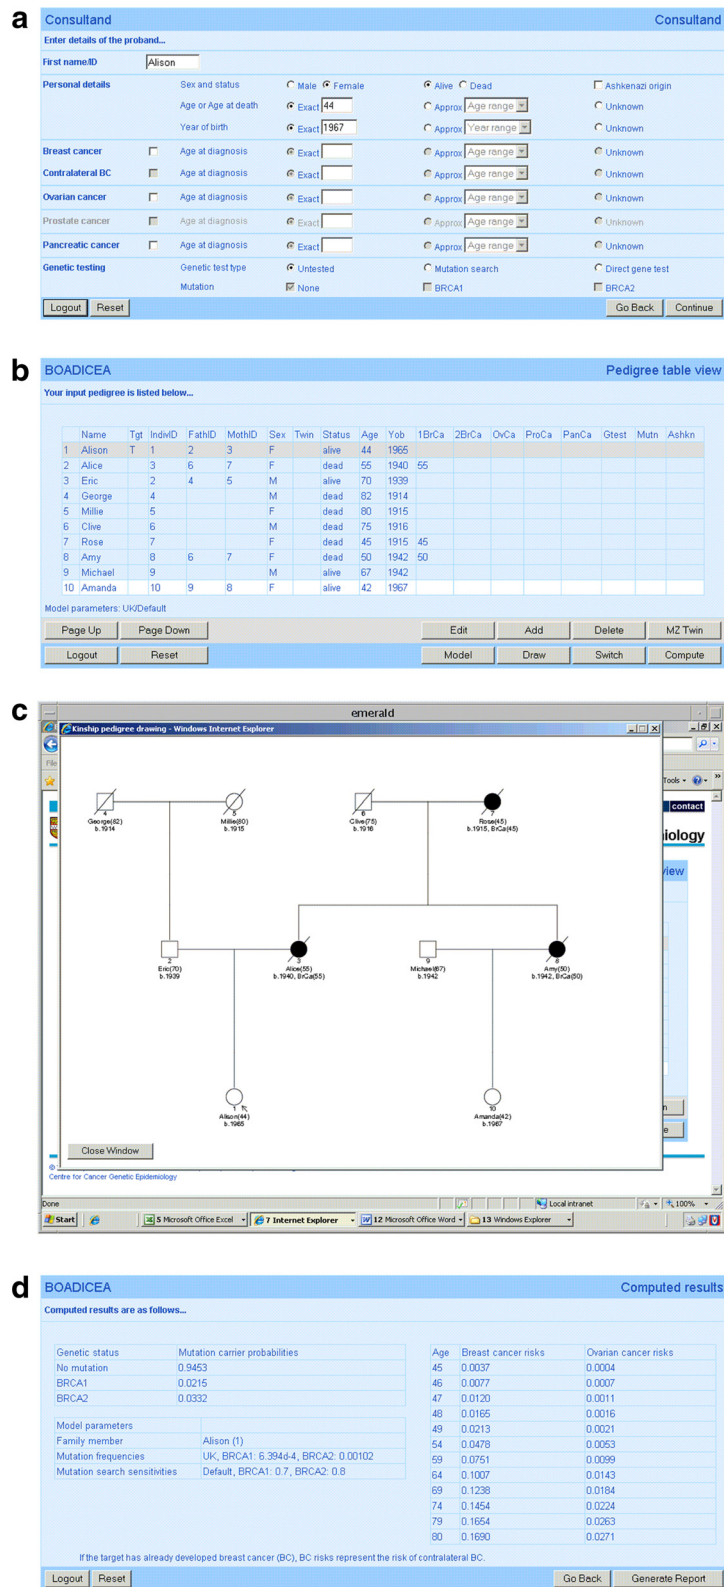 a
Consultand Consultand
Enter details of the proband...
First name/ID Alison
Personal details Sex and status Male Female Alive Dead Ashkenazi origin
Age or Age at death Exact 44 Approx Age range Unknown
Year of birth Exact 1967 Approx Year range Unknown
Breast cancer Age at diagnosis Exact Approx Age range Unknown
Contralateral BC Age at diagnosis Exact Approx Age range Unknown
Ovarian cancer Age at diagnosis Exact Approx Age range Unknown
Prostate cancer Age at diagnosis Exact Approx Age range Unknown
Pancreatic cancer Age at diagnosis Exact Approx Age range Unknown
Genetic testing Genetic test type Untested Mutation search Direct gene test
Mutation None BRCA1 BRCA2
Logout Reset Go Back Continue
b
BOADICEA Pedigree table view
Your input pedigree is listed below...
Name Tgt IndivID FathID MothID Sex Twin Status Age Yob 1BrCa 2BrCa OvCa ProCa PanCa Gtest Mutn Ashkn
1 Alison T 1 2 3 F alive 44 1965
2 Alice 3 6 7 F dead 55 1940 55
3 Eric 2 4 5 M alive 70 1939
4 George 4 M dead 82 1914
5 Millie 5 F dead 80 1915
6 Clive 6 M dead 75 1916
7 Rose 7 F dead 45 1915 45
8 Amy 8 6 7 F dead 50 1942 50
9 Michael 9 M alive 67 1942
10 Amanda 10 9 8 F alive 42 1967
Model parameters: UK/Default
Page Up Page Down Edit Add Delete MZ Twin
Logout Reset Model Draw Switch Compute
c
emerald
Kinship pedigree drawing - Windows Internet Explorer
File
Tools
contact
iology
view
4 5 6 7
George(82) Millie(80) Clive(75) Rose(45)
b.1914 b.1915 b.1916 b.1915, BrCa(45)
2 3 9 8
Eric(70) Alice(55) Michael(67) Amy(50)
b.1939 b.1940, BrCa(55) b.1942 b.1942, BrCa(50)
1 10
Alison(44) Amanda(42)
b.1965 b.1967
Close Window
Centre for Cancer Genetic Epidemiology
Done Local intranet 100%
Start 5 Microsoft Office Excel 7 Internet Explorer 12 Microsoft Office Word 13 Windows Explorer
d
BOADICEA Computed results
Computed results are as follows...
Genetic status Mutation carrier probabilities
No mutation 0.9453
BRCA1 0.0215
BRCA2 0.0332
Model parameters
Family member Alison (1)
Mutation frequencies UK, BRCA1: 6.394d-4, BRCA2: 0.00102
Mutation search sensitivities Default, BRCA1: 0.7, BRCA2: 0.8
Age Breast cancer risks Ovarian cancer risks
45 0.0037 0.0004
46 0.0077 0.0007
47 0.0120 0.0011
48 0.0165 0.0016
49 0.0213 0.0021
54 0.0478 0.0053
59 0.0751 0.0099
64 0.1007 0.0143
69 0.1238 0.0184
74 0.1454 0.0224
79 0.1654 0.0263
80 0.1690 0.0271
If the target has already developed breast cancer (BC), BC risks represent the risk of contralateral BC.
Logout Reset Go Back Generate Report